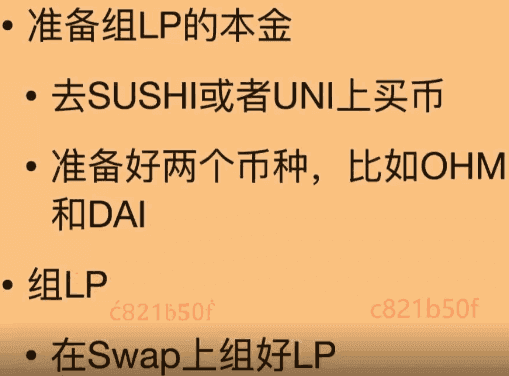 • 准备组LP的本金
• 去SUSHI或者UNI上买币
• 准备好两个币种，比如OHM
和DAI
• 组LP
c821b50f c821b50f
• 在Swap上组好LP